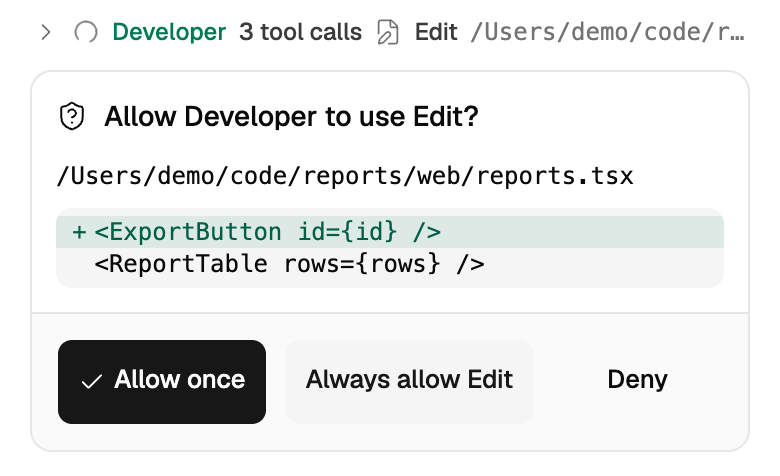 Developer 3 tool calls Edit /Users/demo/code/r…
Allow Developer to use Edit?
/Users/demo/code/reports/web/reports.tsx
+ <ExportButton id={id} />
<ReportTable rows={rows} />
Allow once Always allow Edit Deny